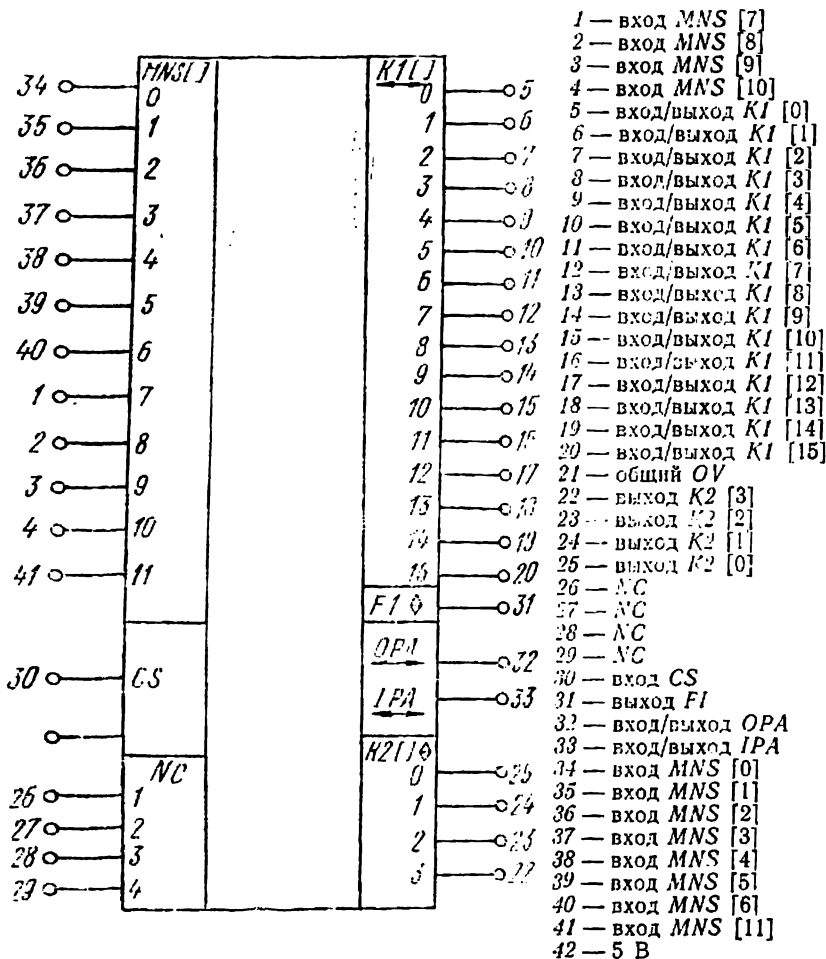 34
35
36
37
38
39
40
1
2
3
4
41
30
26
27
28
29
MNS[]
0
1
2
3
4
5
6
7
8
9
10
11
CS
NC
1
2
3
4
K1[]
0
1
2
3
4
5
6
7
8
9
10
11
12
13
14
15
F1
OPA
IPA
K2[]
0
1
2
3
5
6
7
8
9
10
11
12
13
14
15
17
18
19
20
31
32
33
25
24
23
22
1 — вход MNS [7]
2 — вход MNS [8]
3 — вход MNS [9]
4 — вход MNS [10]
5 — вход/выход K1 [0]
6 — вход/выход K1 [1]
7 — вход/выход K1 [2]
8 — вход/выход K1 [3]
9 — вход/выход K1 [4]
10 — вход/выход K1 [5]
11 — вход/выход K1 [6]
12 — вход/выход K1 [7]
13 — вход/выход K1 [8]
14 — вход/выход K1 [9]
15 — вход/выход K1 [10]
16 — вход/выход K1 [11]
17 — вход/выход K1 [12]
18 — вход/выход K1 [13]
19 — вход/выход K1 [14]
20 — вход/выход K1 [15]
21 — общий OV
22 — выход K2 [3]
23 — выход K2 [2]
24 — выход K2 [1]
25 — выход K2 [0]
26 — NC
27 — NC
28 — NC
29 — NC
30 — вход CS
31 — выход FI
32 — вход/выход OPA
33 — вход/выход IPA
34 — вход MNS [0]
35 — вход MNS [1]
36 — вход MNS [2]
37 — вход MNS [3]
38 — вход MNS [4]
39 — вход MNS [5]
40 — вход MNS [6]
41 — вход MNS [11]
42 — 5 В